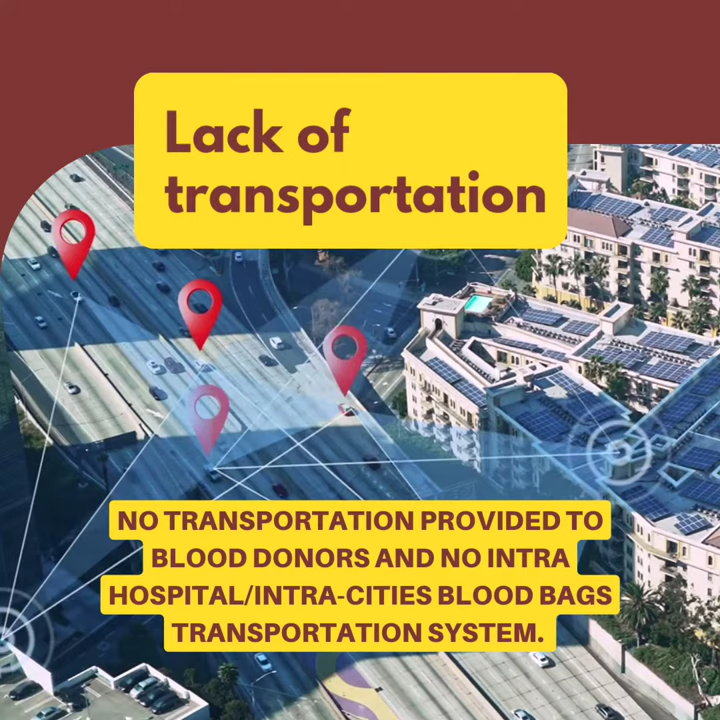 Lack of
transportation
NO TRANSPORTATION PROVIDED TO
BLOOD DONORS AND NO INTRA
HOSPITAL/INTRA-CITIES BLOOD BAGS
TRANSPORTATION SYSTEM.